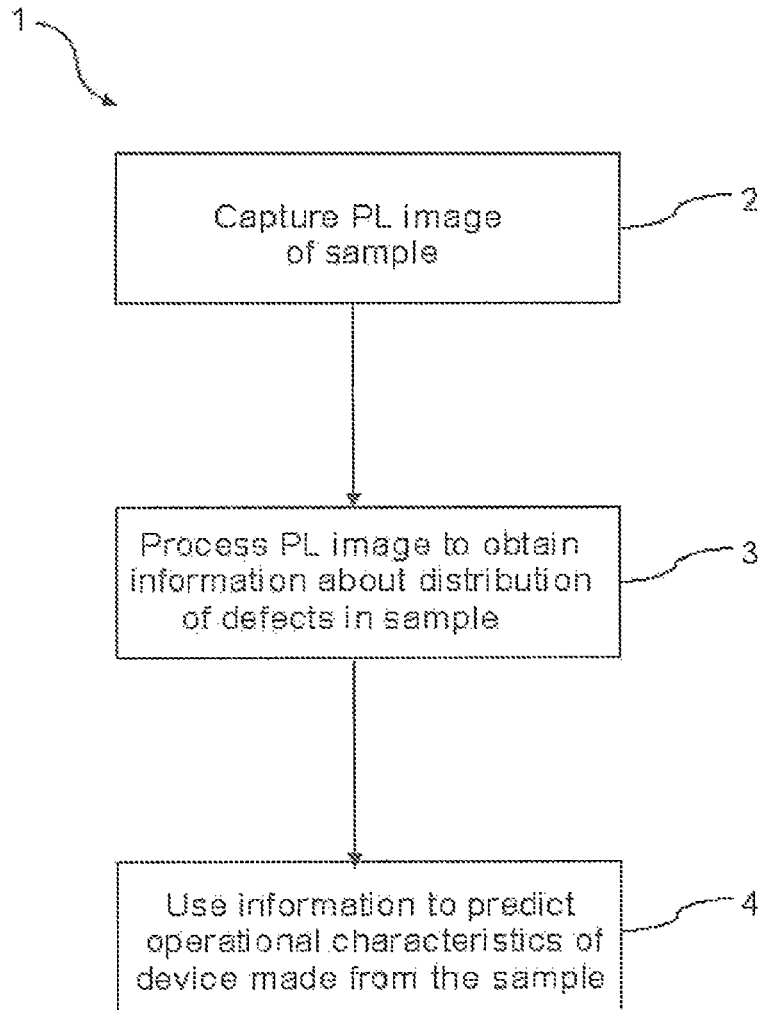 1
Capture PL image
of sample
2
Process PL image to obtain
information about distribution
of defects in sample
3
Use information to predict
operational characteristics of
device made from the sample
4